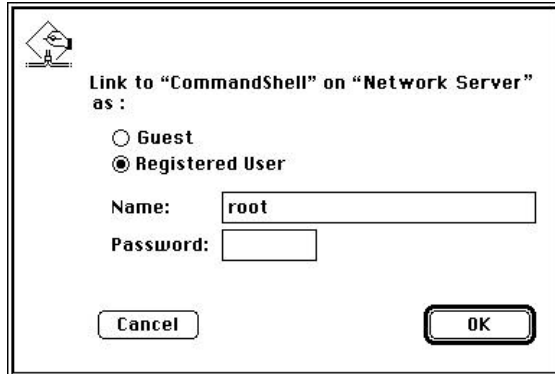 Link to “CommandShell” on “Network Server”
as :
Guest
Registered User
Name: root
Password:
Cancel OK